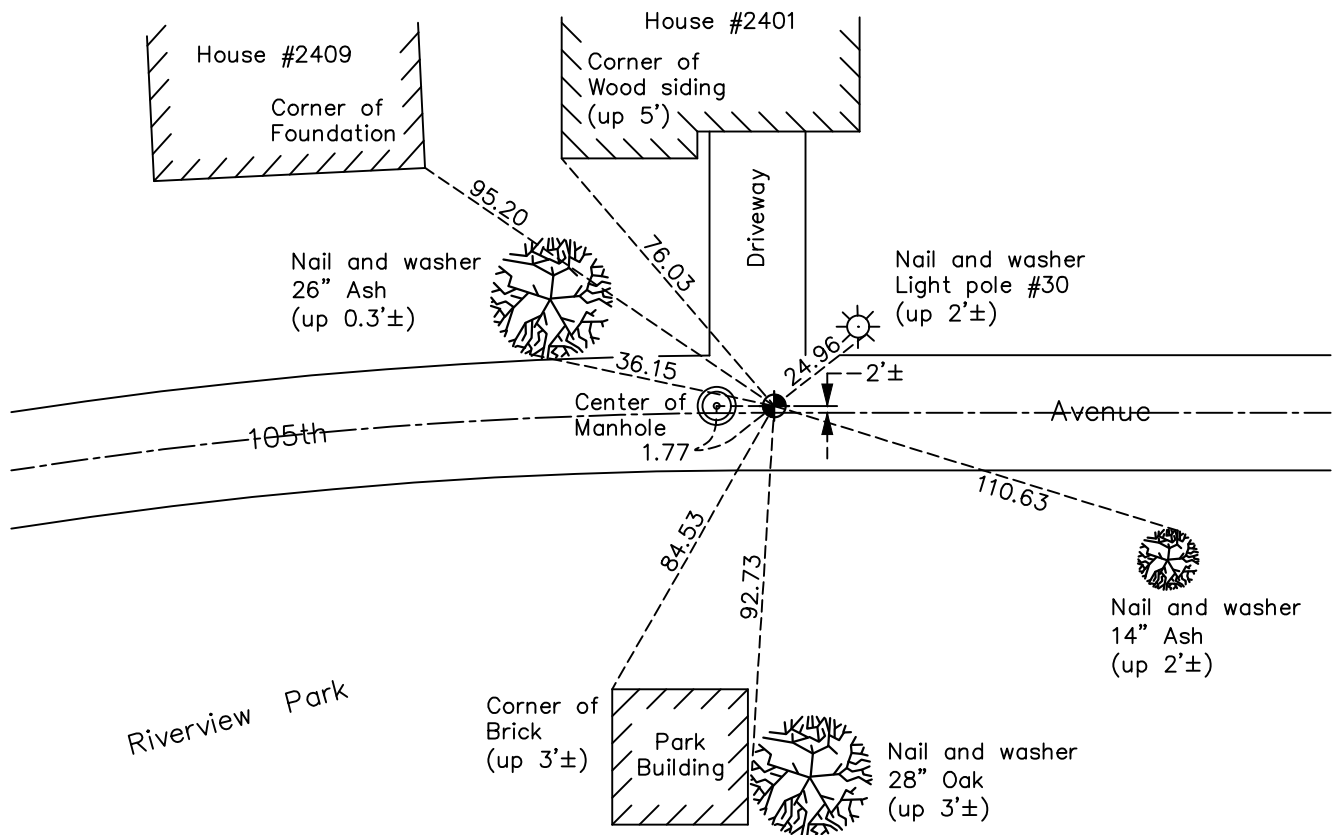 House #2409
Corner of
Foundation
House #2401
Corner of
Wood siding
(up 5')
Driveway
95.20
76.03
Nail and washer
26" Ash
(up 0.3'±)
Nail and washer
Light pole #30
(up 2'±)
24.96
36.15
2'±
Center of
Manhole
1.77
105th
Avenue
110.63
84.53
92.73
Nail and washer
14" Ash
(up 2'±)
Riverview Park
Corner of
Brick
(up 3'±)
Park
Building
Nail and washer
28" Oak
(up 3'±)